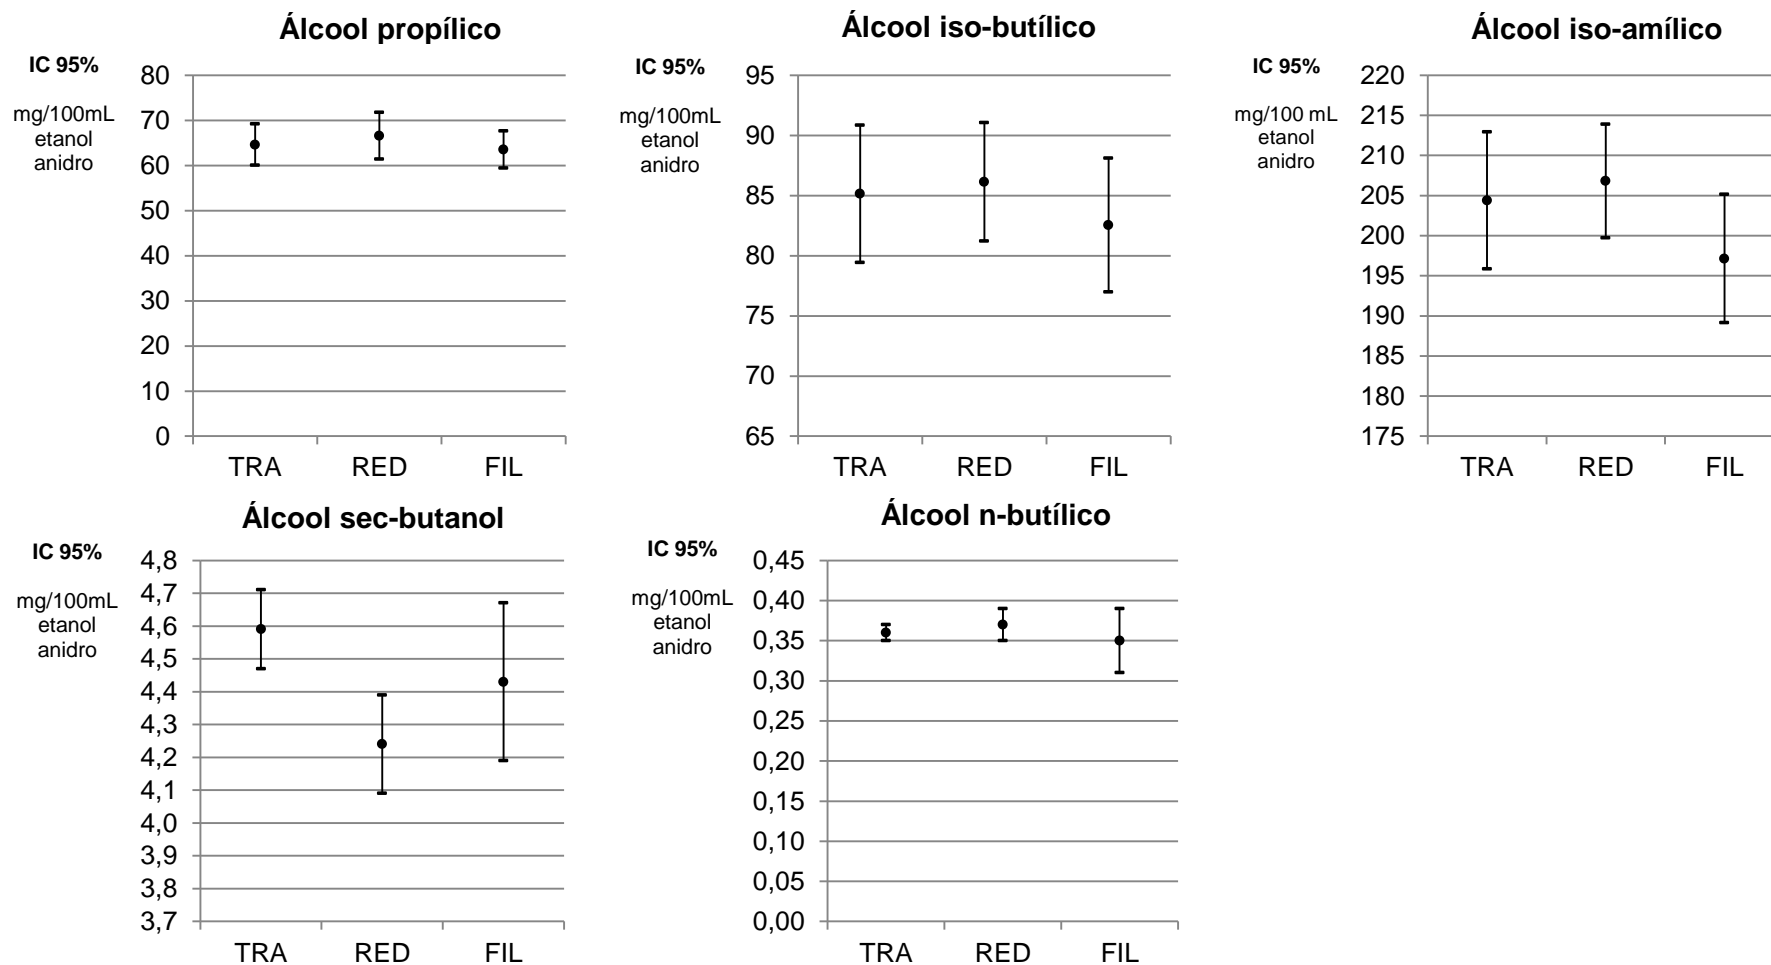 Álcool propílico
IC 95%
mg/100mL
etanol
anidro
80
70
60
50
40
30
20
10
0
TRA RED FIL
Álcool iso-butílico
IC 95%
mg/100mL
etanol
anidro
95
90
85
80
75
70
65
TRA RED FIL
Álcool iso-amílico
IC 95%
mg/100 mL
etanol
anidro
220
215
210
205
200
195
190
185
180
175
TRA RED FIL
Álcool sec-butanol
IC 95%
mg/100mL
etanol
anidro
4,8
4,7
4,6
4,5
4,4
4,3
4,2
4,1
4,0
3,9
3,8
3,7
TRA RED FIL
Álcool n-butílico
IC 95%
mg/100mL
etanol
anidro
0,45
0,40
0,35
0,30
0,25
0,20
0,15
0,10
0,05
0,00
TRA RED FIL